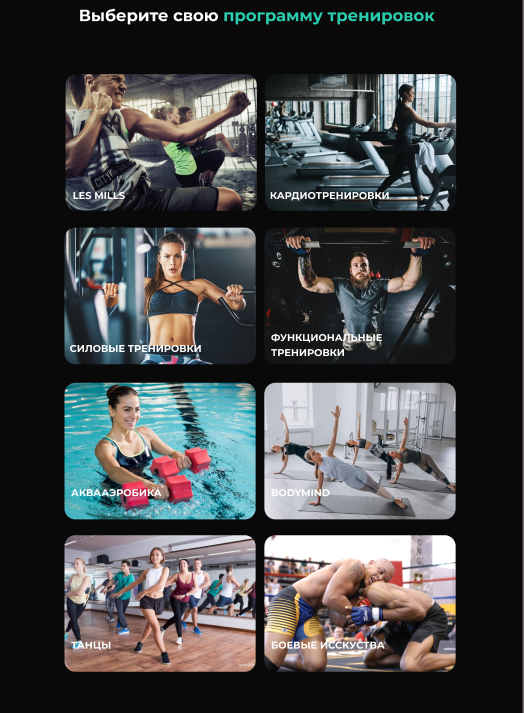 Выберите свою программу тренировок
LES MILLS
КАРДИОТРЕНИРОВКИ
СИЛОВЫЕ ТРЕНИРОВКИ
ФУНКЦИОНАЛЬНЫЕ
ТРЕНИРОВКИ
АКВААЭРОБИКА
BODYMIND
ТАНЦЫ
БОЕВЫЕ ИССКУСТВА